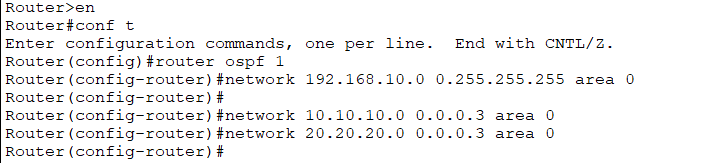 Router>en
Router#conf t
Enter configuration commands, one per line.  End with CNTL/Z.
Router(config)#router ospf 1
Router(config-router)#network 192.168.10.0 0.255.255.255 area 0
Router(config-router)#
Router(config-router)#network 10.10.10.0 0.0.0.3 area 0
Router(config-router)#network 20.20.20.0 0.0.0.3 area 0
Router(config-router)#